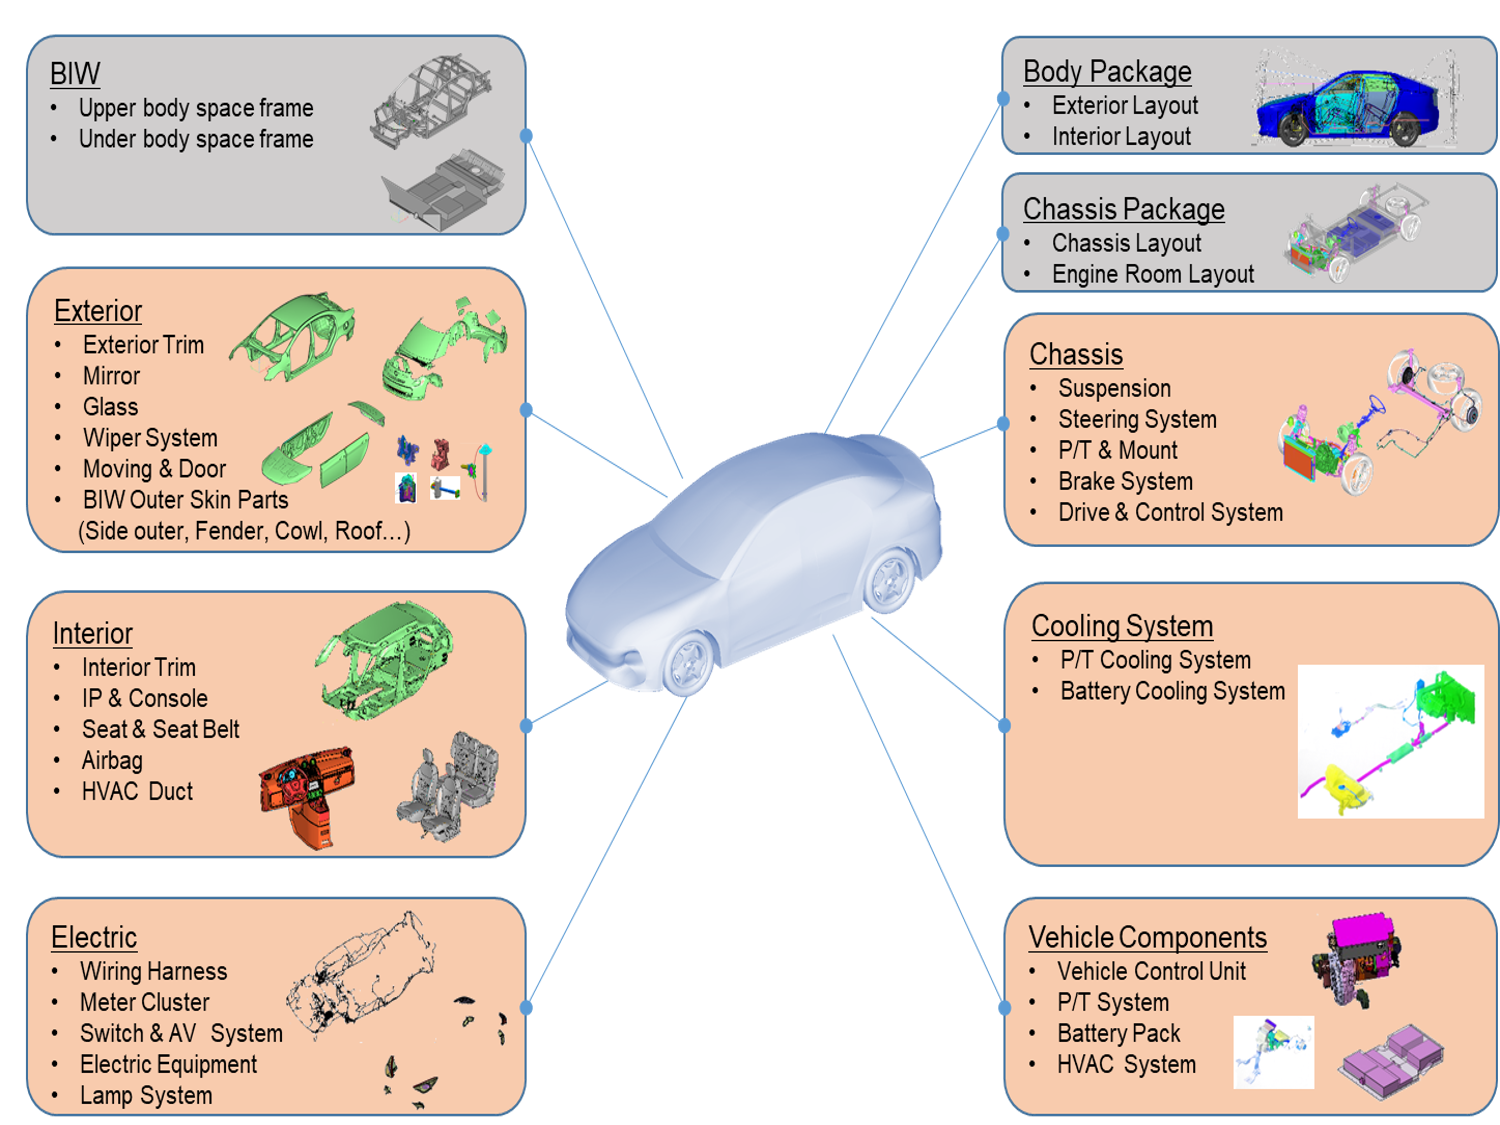 BIW
• Upper body space frame
• Under body space frame
Exterior
• Exterior Trim
• Mirror
• Glass
• Wiper System
• Moving & Door
• BIW Outer Skin Parts
(Side outer, Fender, Cowl, Roof…)
Interior
• Interior Trim
• IP & Console
• Seat & Seat Belt
• Airbag
• HVAC Duct
Electric
• Wiring Harness
• Meter Cluster
• Switch & AV System
• Electric Equipment
• Lamp System
Body Package
• Exterior Layout
• Interior Layout
Chassis Package
• Chassis Layout
• Engine Room Layout
Chassis
• Suspension
• Steering System
• P/T & Mount
• Brake System
• Drive & Control System
Cooling System
• P/T Cooling System
• Battery Cooling System
Vehicle Components
• Vehicle Control Unit
• P/T System
• Battery Pack
• HVAC System